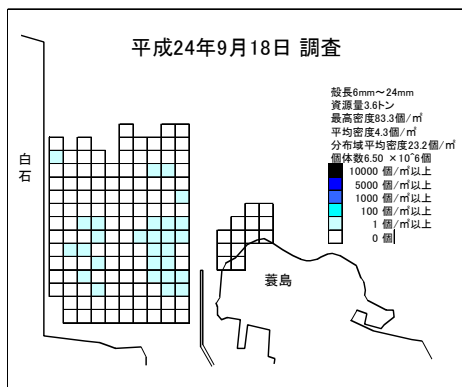 平成24年9月18日 調査
殻長6mm～24mm
資源量3.6トン
最高密度83.3個/㎡
平均密度4.3個/㎡
分布域平均密度23.2個/㎡
個体数6.50 ×10^6個
10000 個/㎡以上
5000 個/㎡以上
1000 個/㎡以上
100 個/㎡以上
1 個/㎡以上
0 個
白石
蓑島